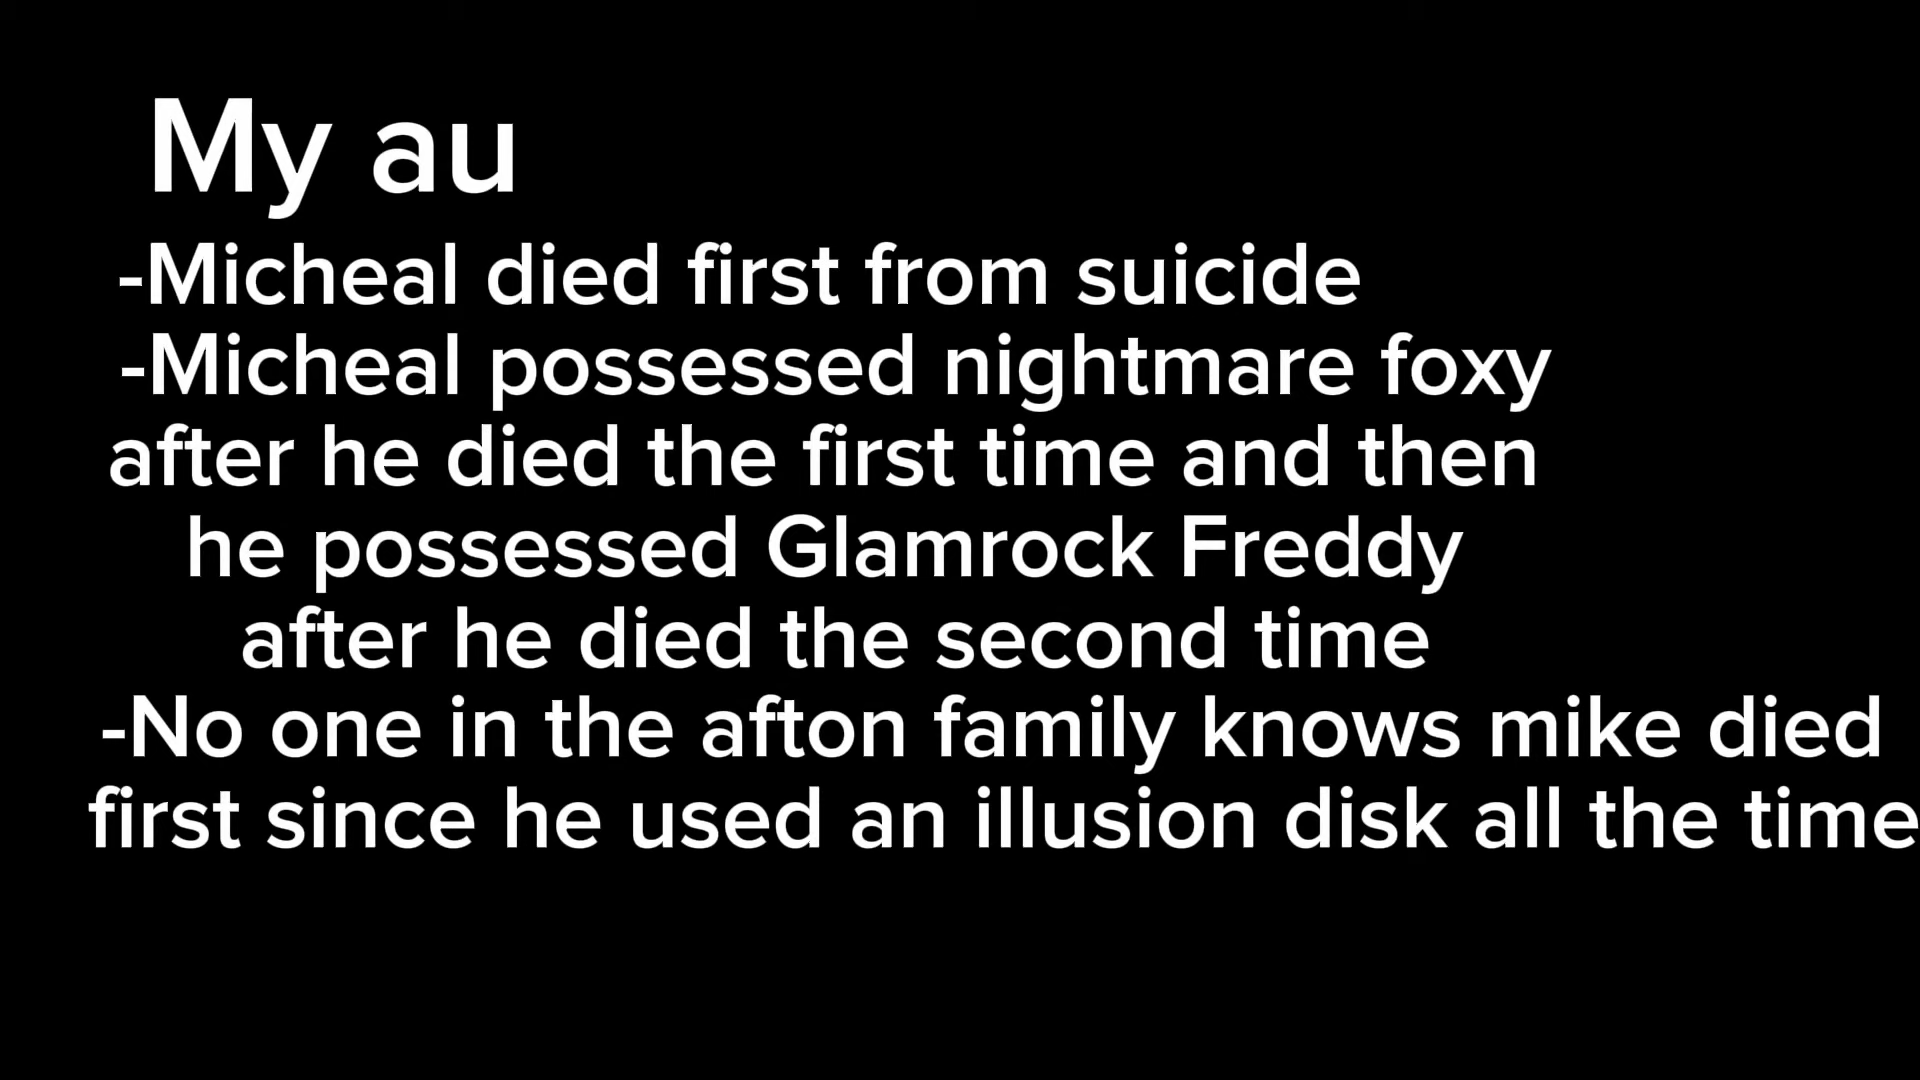 My au
-Micheal died first from suicide
-Micheal possessed nightmare foxy
after he died the first time and then
he possessed Glamrock Freddy
after he died the second time
-No one in the afton family knows mike died
first since he used an illusion disk all the time